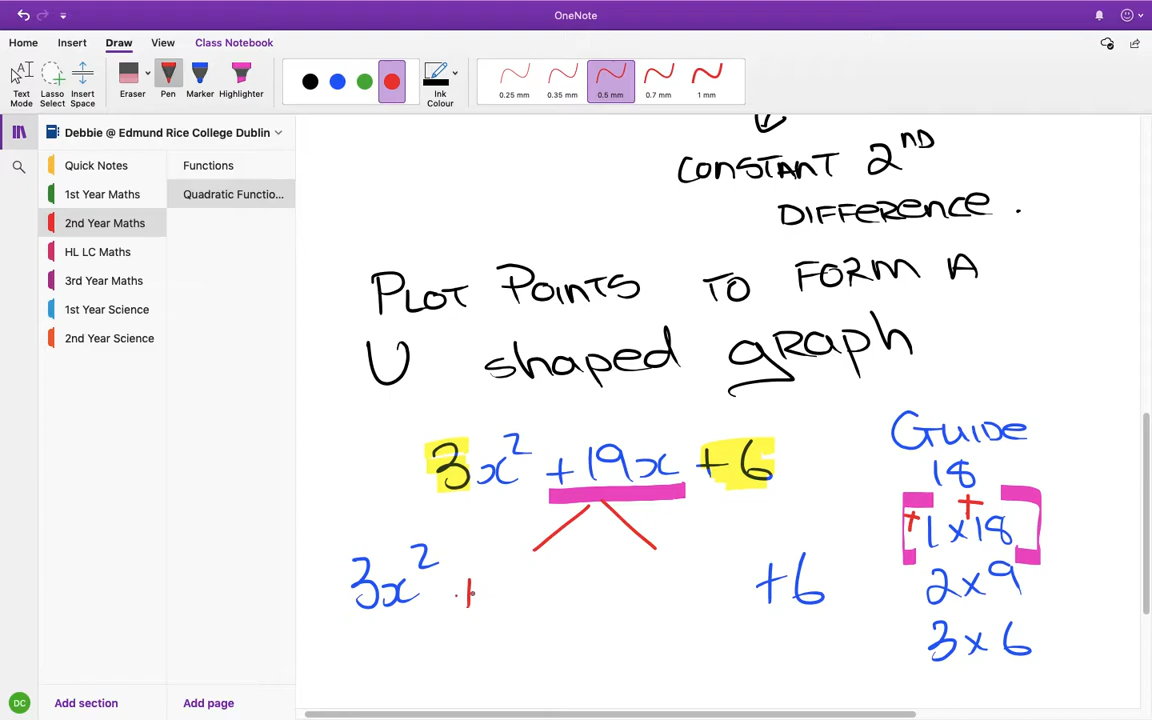 OneNote
Home Insert Draw View Class Notebook
Text Mode
Lasso Select
Insert Space
Eraser
Pen
Marker
Highlighter
Ink Colour
0.25 mm 0.35 mm 0.5 mm 0.7 mm 1 mm
Debbie @ Edmund Rice College Dublin
Quick Notes
1st Year Maths
2nd Year Maths
HL LC Maths
3rd Year Maths
1st Year Science
2nd Year Science
Functions
Quadratic Functio...
CONSTANT 2ND
DIFFERENCE.
PLOT POINTS TO FORM A
U shaped graph
3x² +19x +6
3x² + +6
GUIDE
18
+1 x +18
2 x 9
3 x 6
DC
Add section
Add page